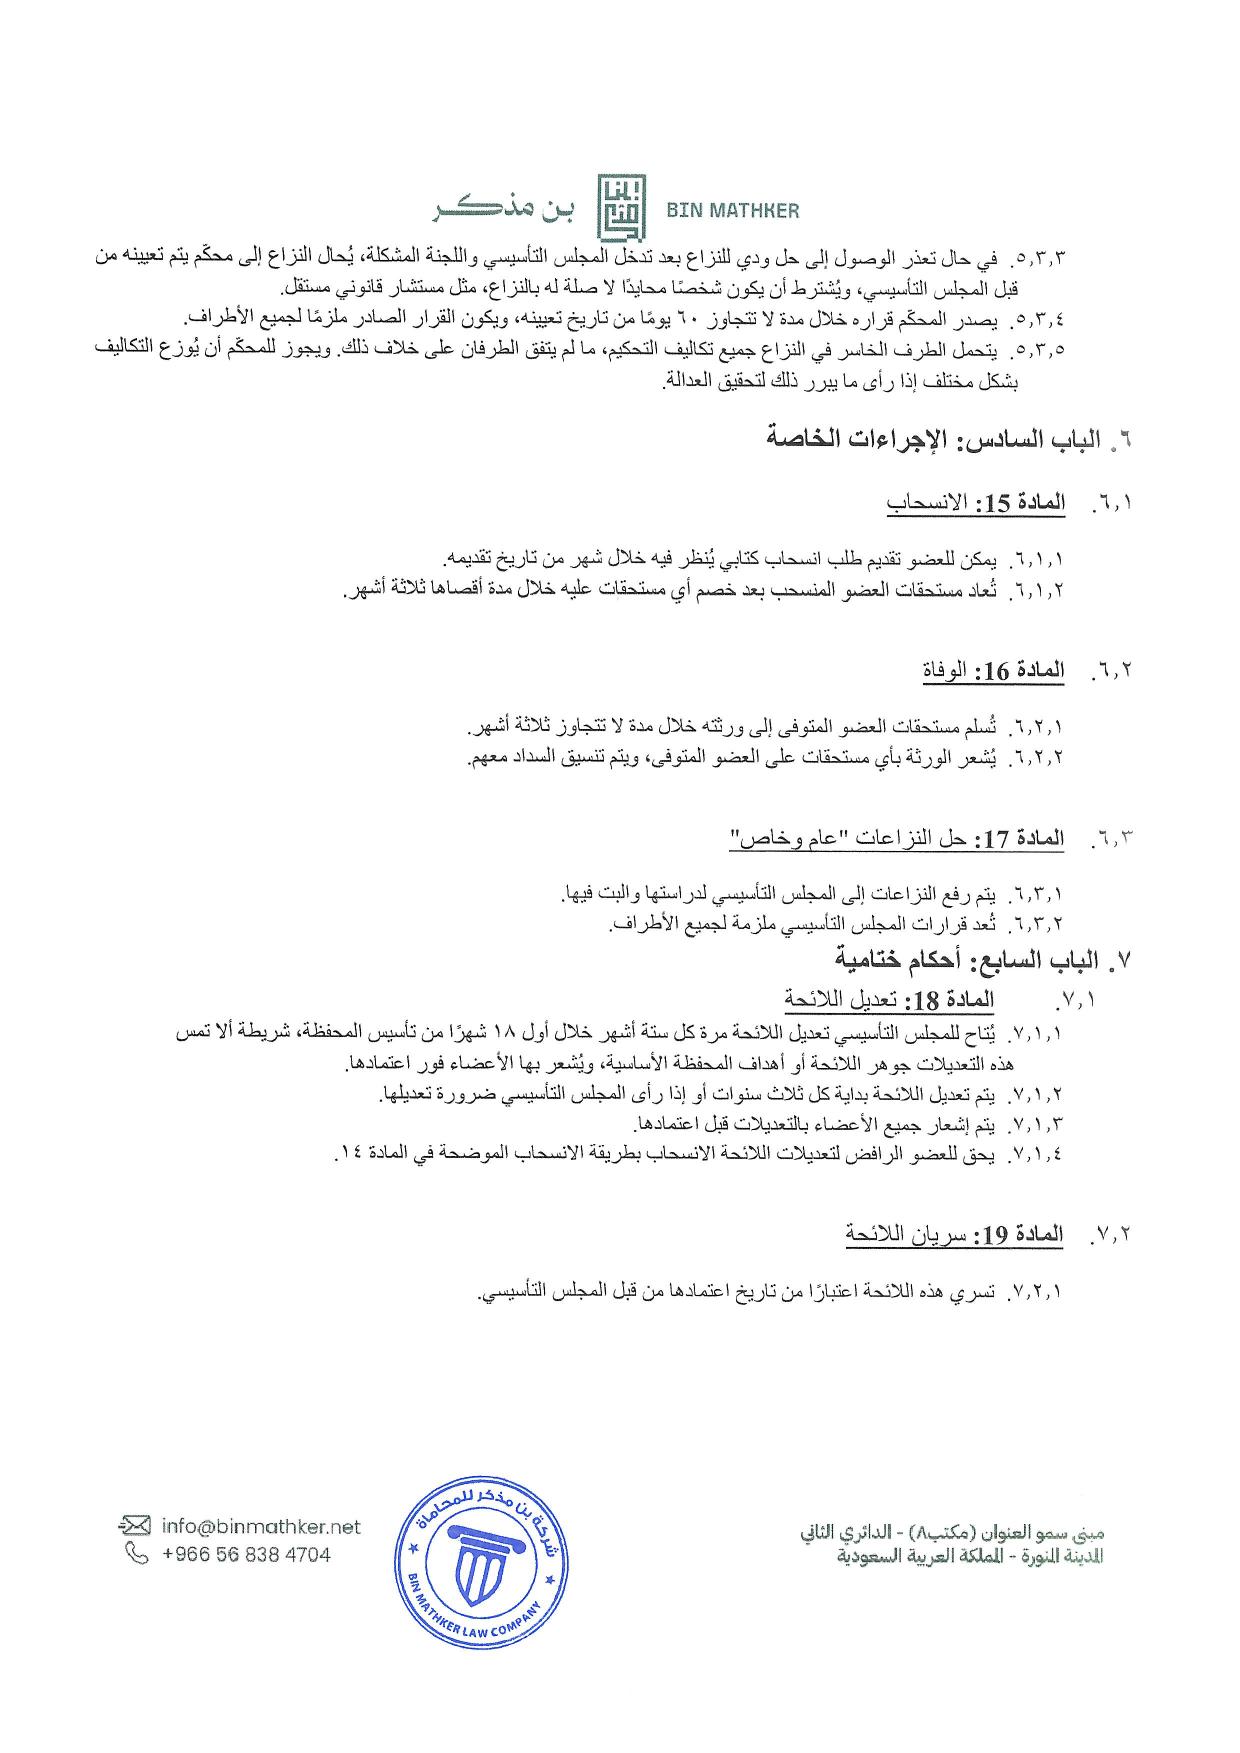 بن مذكر BIN MATHKER
٥,٣,٣. في حال تعذر الوصول إلى حل ودي للنزاع بعد تدخل المجلس التأسيسي واللجنة المشكلة، يُحال النزاع إلى محكّم يتم تعيينه من
قبل المجلس التأسيسي، ويُشترط أن يكون شخصًا محايدًا لا صلة له بالنزاع، مثل مستشار قانوني مستقل.
٥,٣,٤. يصدر المحكّم قراره خلال مدة لا تتجاوز ٦٠ يومًا من تاريخ تعيينه، ويكون القرار الصادر ملزمًا لجميع الأطراف.
٥,٣,٥. يتحمل الطرف الخاسر في النزاع جميع تكاليف التحكيم، ما لم يتفق الطرفان على خلاف ذلك. ويجوز للمحكّم أن يُوزع التكاليف
بشكل مختلف إذا رأى ما يبرر ذلك لتحقيق العدالة.
٦. الباب السادس: الإجراءات الخاصة
٦,١. المادة 15: الانسحاب
٦,١,١. يمكن للعضو تقديم طلب انسحاب كتابي يُنظر فيه خلال شهر من تاريخ تقديمه.
٦,١,٢. تُعاد مستحقات العضو المنسحب بعد خصم أي مستحقات عليه خلال مدة أقصاها ثلاثة أشهر.
٦,٢. المادة 16: الوفاة
٦,٢,١. تُسلم مستحقات العضو المتوفى إلى ورثته خلال مدة لا تتجاوز ثلاثة أشهر.
٦,٢,٢. يُشعر الورثة بأي مستحقات على العضو المتوفى، ويتم تنسيق السداد معهم.
٦,٣. المادة 17: حل النزاعات "عام وخاص"
٦,٣,١. يتم رفع النزاعات إلى المجلس التأسيسي لدراستها والبت فيها.
٦,٣,٢. تُعد قرارات المجلس التأسيسي ملزمة لجميع الأطراف.
٧. الباب السابع: أحكام ختامية
٧,١. المادة 18: تعديل اللائحة
٧,١,١. يُتاح للمجلس التأسيسي تعديل اللائحة مرة كل ستة أشهر خلال أول ١٨ شهرًا من تأسيس المحفظة، شريطة ألا تمس
هذه التعديلات جوهر اللائحة أو أهداف المحفظة الأساسية، ويُشعر بها الأعضاء فور اعتمادها.
٧,١,٢. يتم تعديل اللائحة بداية كل ثلاث سنوات أو إذا رأى المجلس التأسيسي ضرورة تعديلها.
٧,١,٣. يتم إشعار جميع الأعضاء بالتعديلات قبل اعتمادها.
٧,١,٤. يحق للعضو الرافض لتعديلات اللائحة الانسحاب بطريقة الانسحاب الموضحة في المادة ١٤.
٧,٢. المادة 19: سريان اللائحة
٧,٢,١. تسري هذه اللائحة اعتبارًا من تاريخ اعتمادها من قبل المجلس التأسيسي.
مبنى سمو العنوان (مكتب٨) - الدائري الثاني
المدينة المنورة - المملكة العربية السعودية
شركة بن مذكر للمحاماة
BIN MATHKER LAW COMPANY
info@binmathker.net
+966 56 838 4704